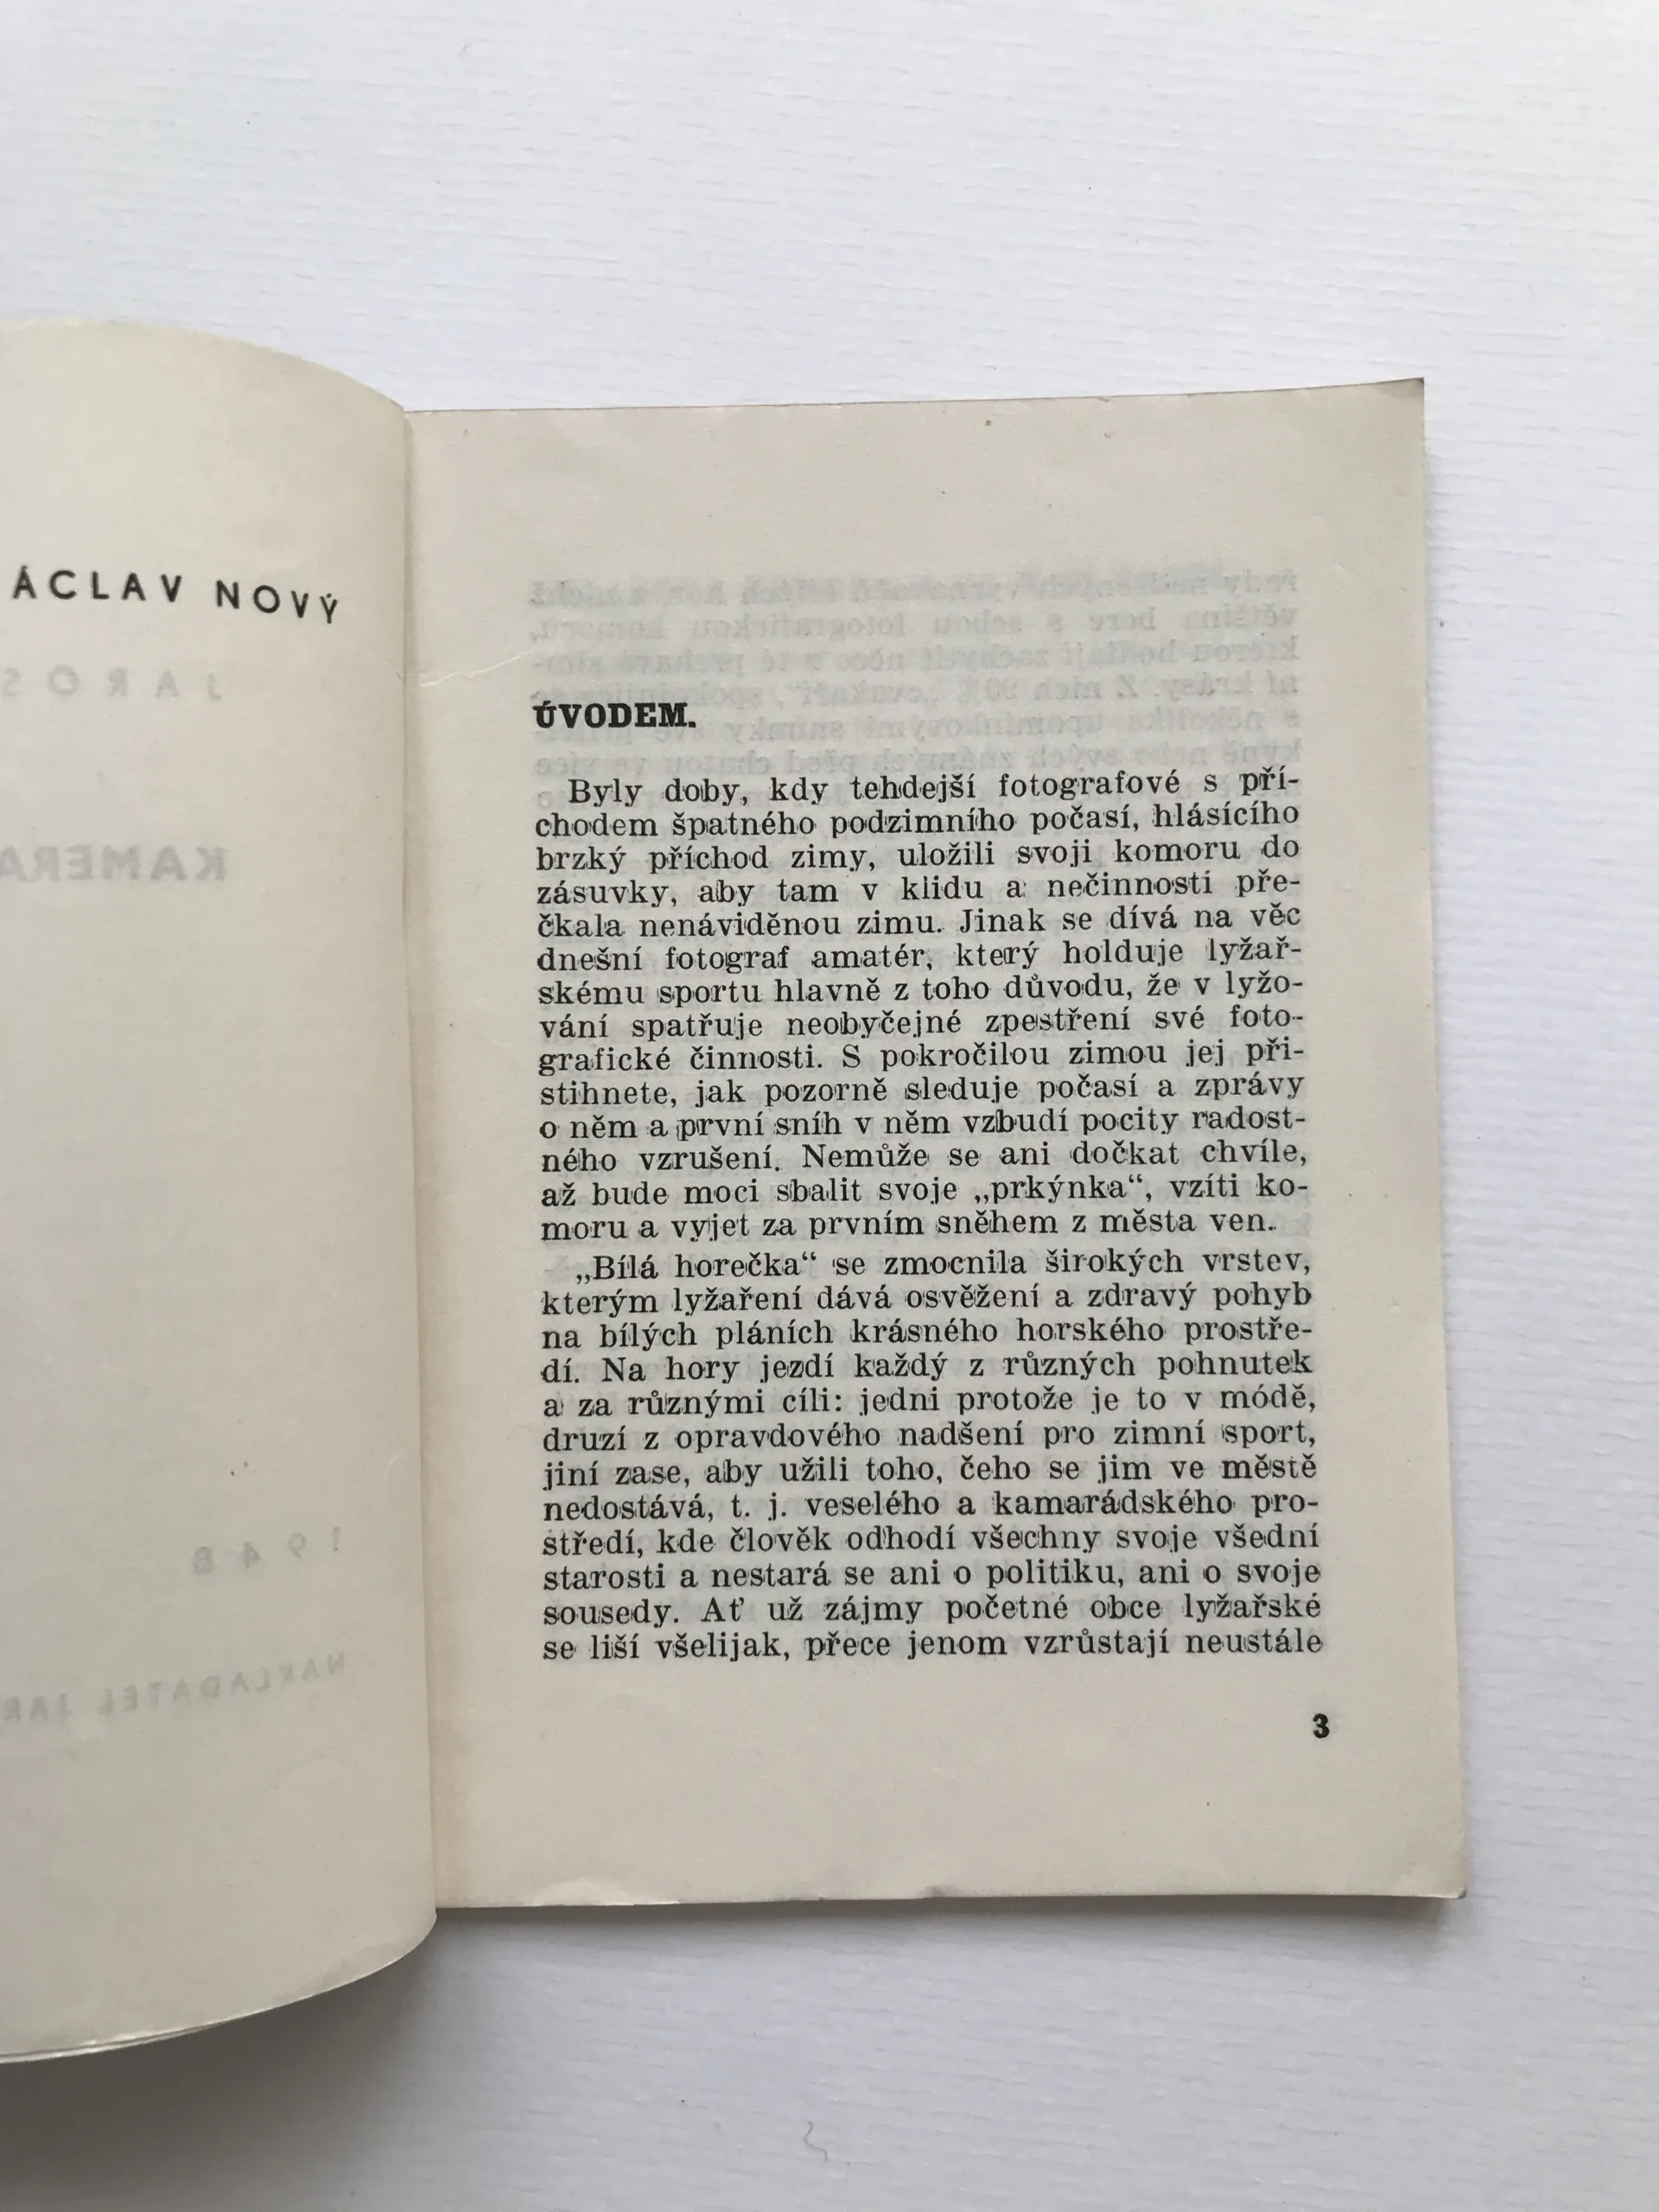 ÁCLAV NOVÝ
JAROS
KAMERA
1948
NAKLADATEL JAR
ÚVODEM.
Byly doby, kdy tehdejší fotografové s pří-
chodem špatného podzimního počasí, hlásícího
brzký příchod zimy, uložili svoji komoru do
zásuvky, aby tam v klidu a nečinnosti pře-
čkala nenáviděnou zimu. Jinak se dívá na věc
dnešní fotograf amatér, který holduje lyžař-
skému sportu hlavně z toho důvodu, že v lyžo-
vání spatřuje neobyčejné zpestření své foto-
grafické činnosti. S pokročilou zimou jej při-
stihnete, jak pozorně sleduje počasí a zprávy
o něm a první sníh v něm vzbudí pocity radost-
ného vzrušení. Nemůže se ani dočkat chvíle,
až bude moci sbalit svoje „prkýnka“, vzíti ko-
moru a vyjet za prvním sněhem z města ven.
„Bílá horečka“ se zmocnila širokých vrstev,
kterým lyžaření dává osvěžení a zdravý pohyb
na bílých pláních krásného horského prostře-
dí. Na hory jezdí každý z různých pohnutek
a za různými cíli: jedni protože je to v módě,
druzí z opravdového nadšení pro zimní sport,
jiní zase, aby užili toho, čeho se jim ve městě
nedostává, t. j. veselého a kamarádského pro-
středí, kde člověk odhodí všechny svoje všední
starosti a nestará se ani o politiku, ani o svoje
sousedy. Ať už zájmy početné obce lyžařské
se liší všelijak, přece jenom vzrůstají neustále
3